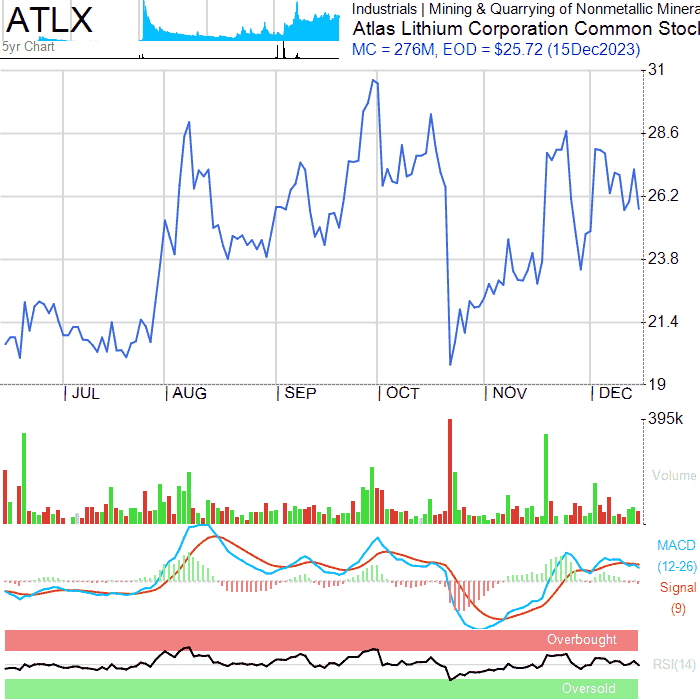 ATLX
5yr Chart
Industrials | Mining & Quarrying of Nonmetallic Minera
Atlas Lithium Corporation Common Stoc
MC = 276M, EOD = $25.72 (15Dec2023)
31
28.6
26.2
23.8
21.4
19
JUL
AUG
SEP
OCT
NOV
DEC
395k
Volume
MACD
(12-26)
Signal
(9)
Overbought
RSI(14)
Oversold